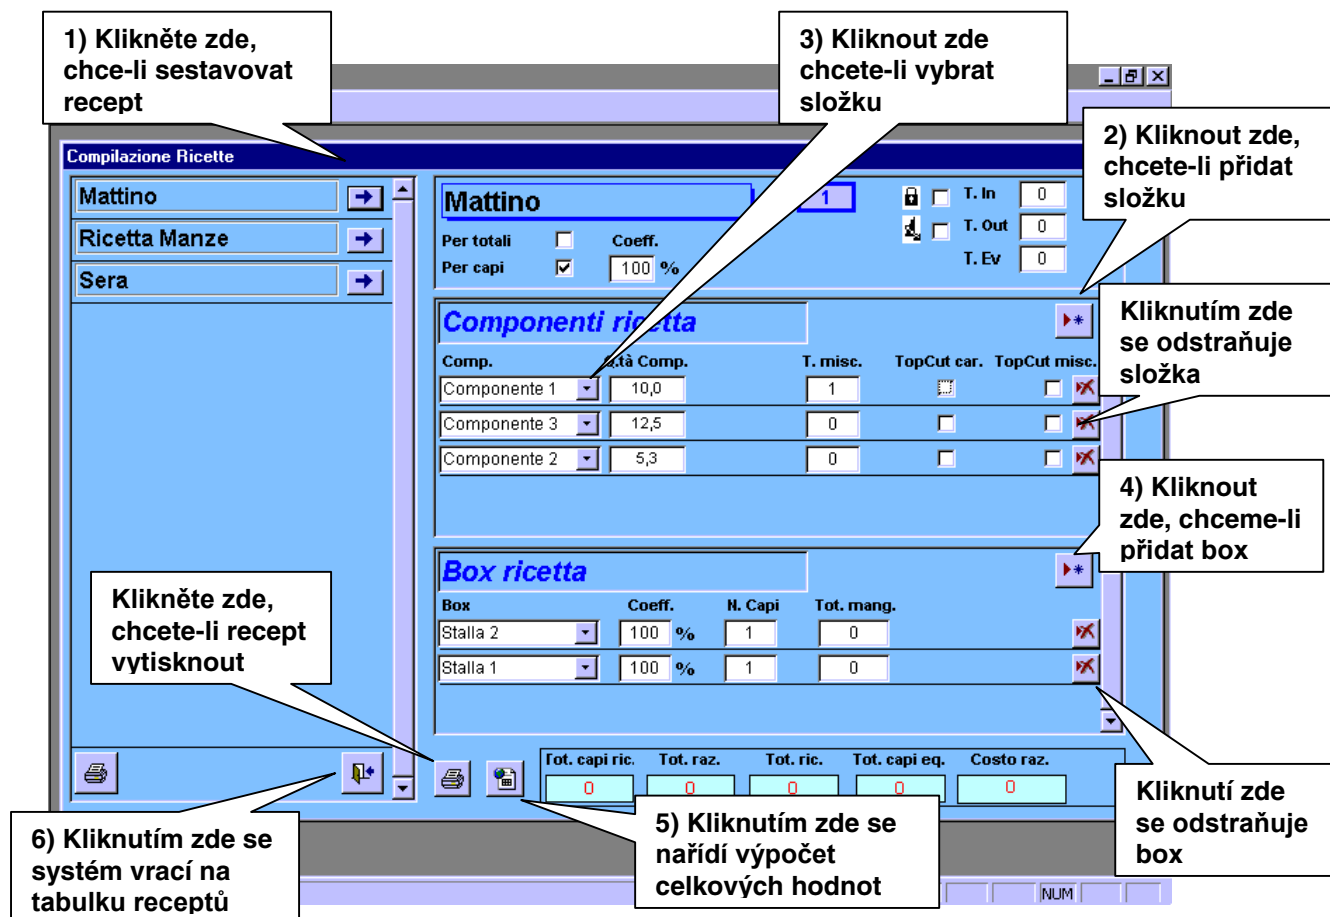 1) Klikněte zde,
chce-li sestavovat
recept
3) Kliknout zde
chcete-li vybrat
složku
2) Kliknout zde,
chcete-li přidat
složku
Compilazione Ricette
Mattino
Ricetta Manze
Sera
Mattino
1
T. In 0
T. Out 0
T. Ev 0
Per totali
Coeff.
Per capi
100 %
Componenti ricetta
Kliknutím zde
se odstraňuje
složka
Comp. Q.tà Comp. T. misc. TopCut car. TopCut misc.
Componente 1 10,0 1
Componente 3 12,5 0
Componente 2 5,3 0
4) Kliknout
zde, chceme-li
přidat box
Box ricetta
Box Coeff. N. Capi Tot. mang.
Stalla 2 100 % 1 0
Stalla 1 100 % 1 0
Klikněte zde,
chcete-li recept
vytisknout
Tot. capi ric. Tot. raz. Tot. ric. Tot. capi eq. Costo raz.
0 0 0 0 0
Kliknutí zde
se odstraňuje
box
5) Kliknutím zde se
nařídí výpočet
celkových hodnot
6) Kliknutím zde se
systém vrací na
tabulku receptů
NUM